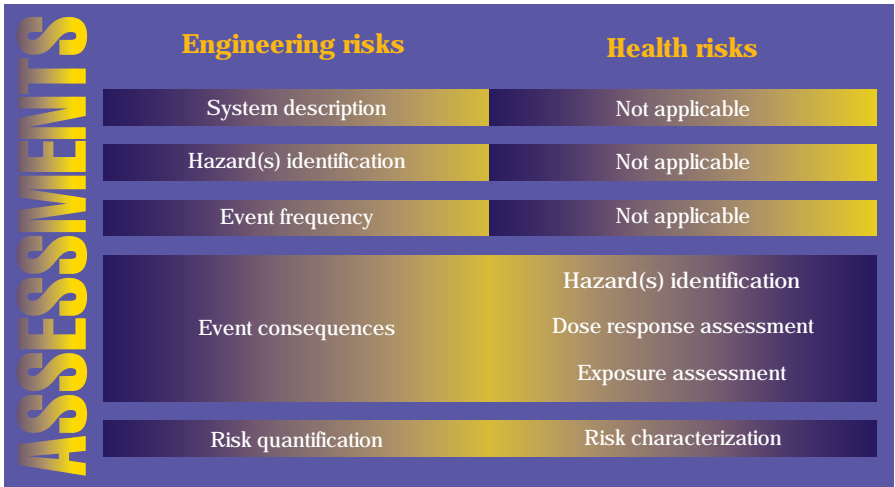 ASSESSMENTS
Engineering risks
Health risks
System description
Not applicable
Hazard(s) identification
Not applicable
Event frequency
Not applicable
Event consequences
Hazard(s) identification
Dose response assessment
Exposure assessment
Risk quantification
Risk characterization